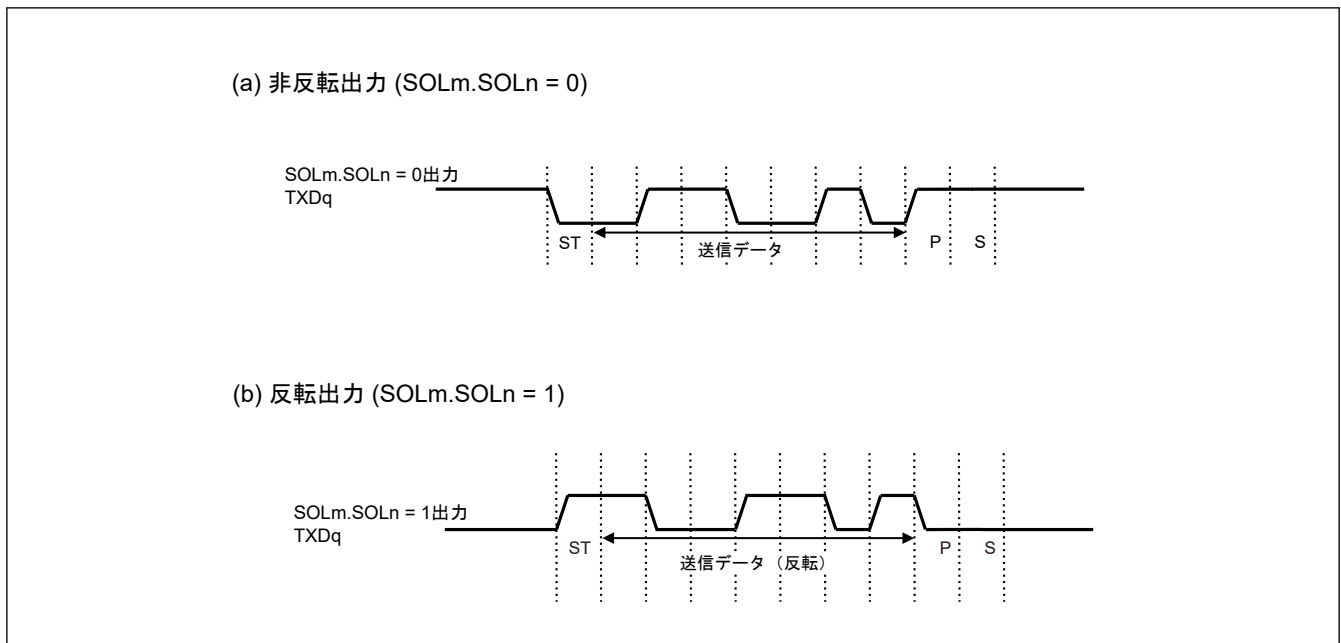 (a) 非反転出力 (SOLm.SOLn = 0)
SOLm.SOLn = 0出力
TXDq
ST
送信データ
P
S
(b) 反転出力 (SOLm.SOLn = 1)
SOLm.SOLn = 1出力
TXDq
ST
送信データ（反転）
P
S